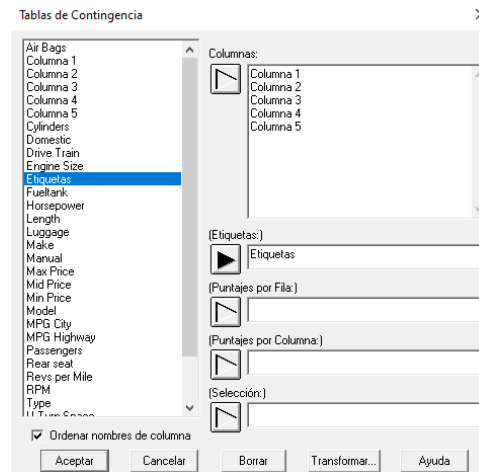 Tablas de Contingencia
Air Bags
Columna 1
Columna 2
Columna 3
Columna 4
Columna 5
Cylinders
Domestic
Drive Train
Engine Size
Etiquetas
Fueltank
Horsepower
Length
Luggage
Make
Manual
Max Price
Mid Price
Min Price
Model
MPG City
MPG Highway
Passengers
Rear seat
Revs per Mile
RPM
Type
U Turn Space
Columnas:
Columna 1
Columna 2
Columna 3
Columna 4
Columna 5
(Etiquetas:)
Etiquetas
(Puntajes por Fila:)
(Puntajes por Columna:)
(Selección:)
Ordenar nombres de columna
Aceptar
Cancelar
Borrar
Transformar...
Ayuda